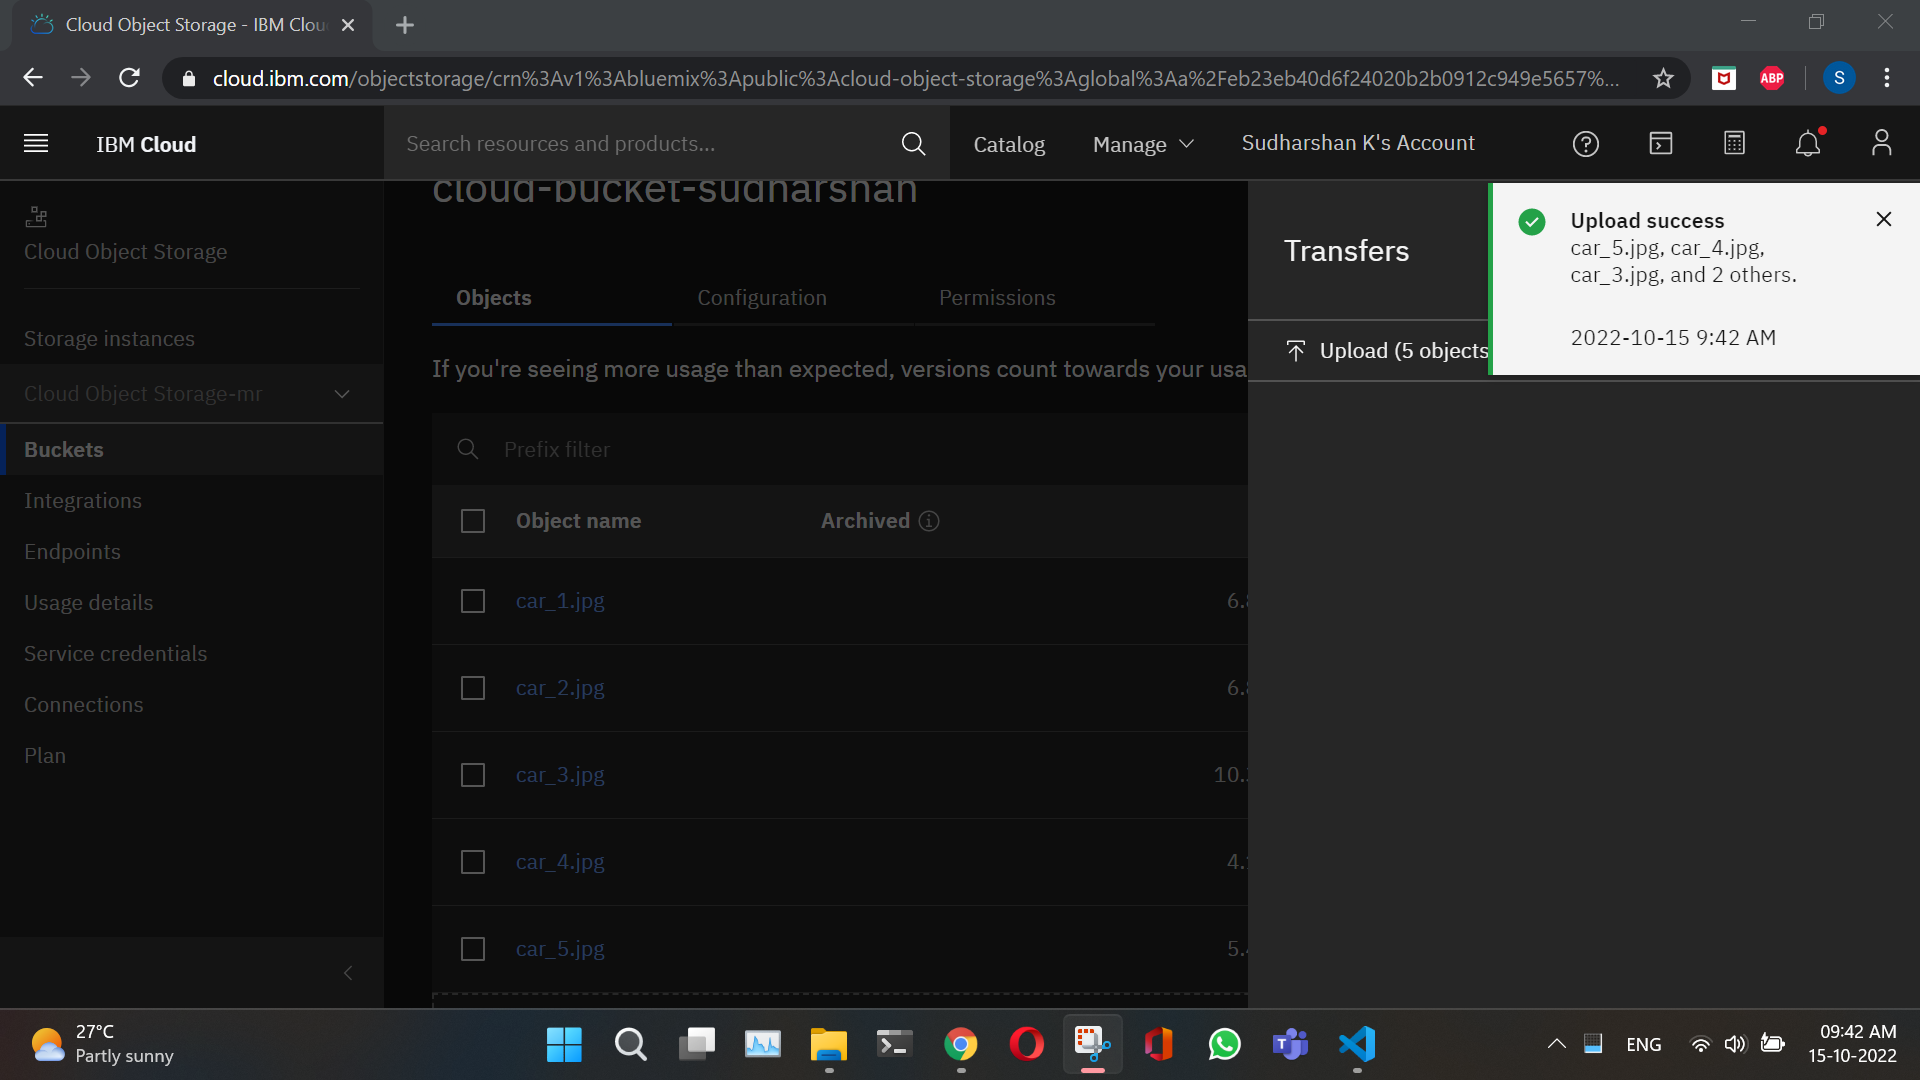 Cloud Object Storage - IBM Clou
cloud.ibm.com/objectstorage/crn%3Av1%3Abluemix%3Apublic%3Acloud-object-storage%3Aglobal%3Aa%2Feb23eb40d6f24020b2b0912c949e5657%...
ABP
S
IBM Cloud
Search resources and products...
Catalog
Manage
Sudharshan K's Account
Cloud Object Storage
Storage instances
Cloud Object Storage-mr
Buckets
Integrations
Endpoints
Usage details
Service credentials
Connections
Plan
cloud-bucket-sudharshan
Objects
Configuration
Permissions
If you're seeing more usage than expected, versions count towards your usa
Prefix filter
Object name
Archived
car_1.jpg
6.8
car_2.jpg
6.8
car_3.jpg
10.
car_4.jpg
4.
car_5.jpg
5.
Transfers
Upload (5 objects
Upload success
car_5.jpg, car_4.jpg,
car_3.jpg, and 2 others.
2022-10-15 9:42 AM
27°C
Partly sunny
ENG
09:42 AM
15-10-2022